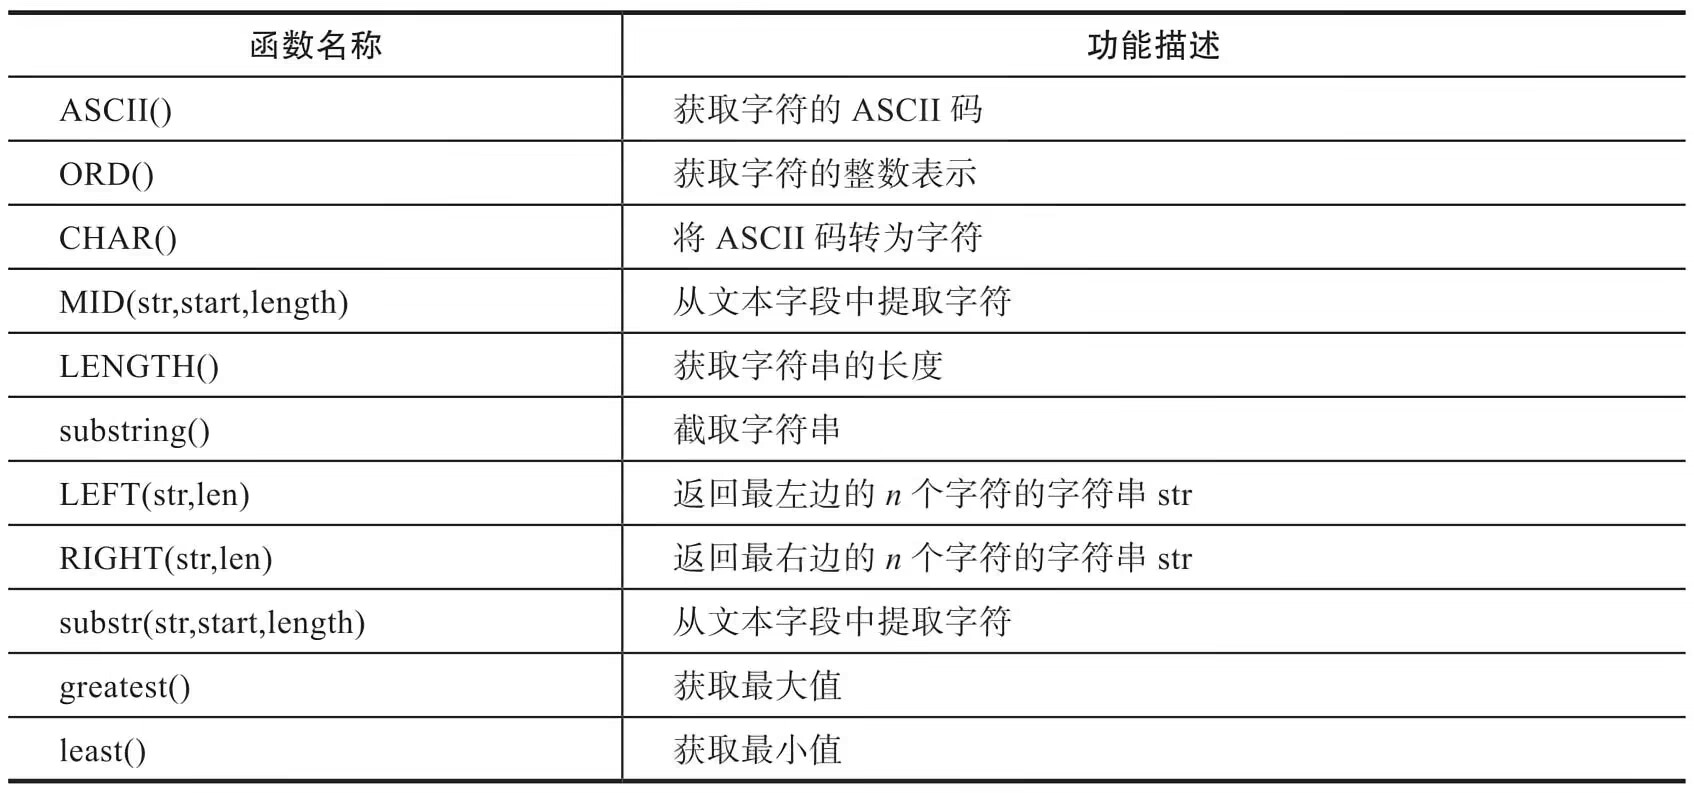 函数名称 功能描述
ASCII() 获取字符的 ASCII 码
ORD() 获取字符的整数表示
CHAR() 将 ASCII 码转为字符
MID(str,start,length) 从文本字段中提取字符
LENGTH() 获取字符串的长度
substring() 截取字符串
LEFT(str,len) 返回最左边的 n 个字符的字符串 str
RIGHT(str,len) 返回最右边的 n 个字符的字符串 str
substr(str,start,length) 从文本字段中提取字符
greatest() 获取最大值
least() 获取最小值